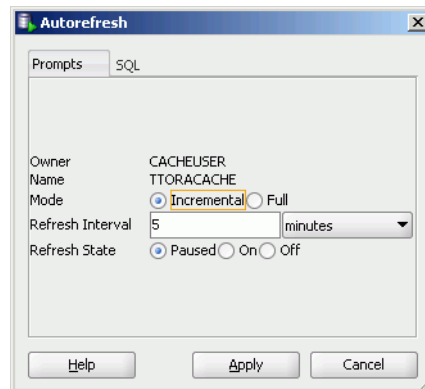 Autorefresh
Prompts SQL
Owner CACHEUSER
Name TTORACACHE
Mode Incremental Full
Refresh Interval 5 minutes
Refresh State Paused On Off
Help Apply Cancel